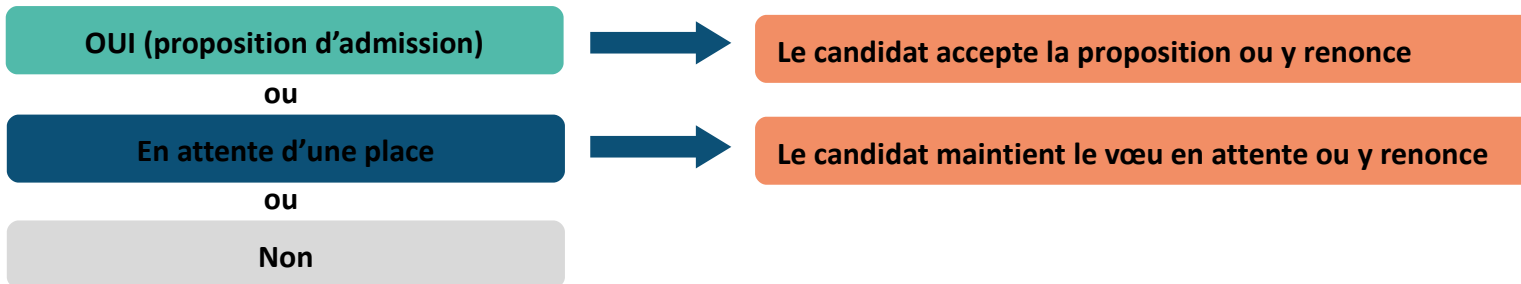 OUI (proposition d’admission)
Le candidat accepte la proposition ou y renonce
ou
En attente d’une place
Le candidat maintient le vœu en attente ou y renonce
ou
Non